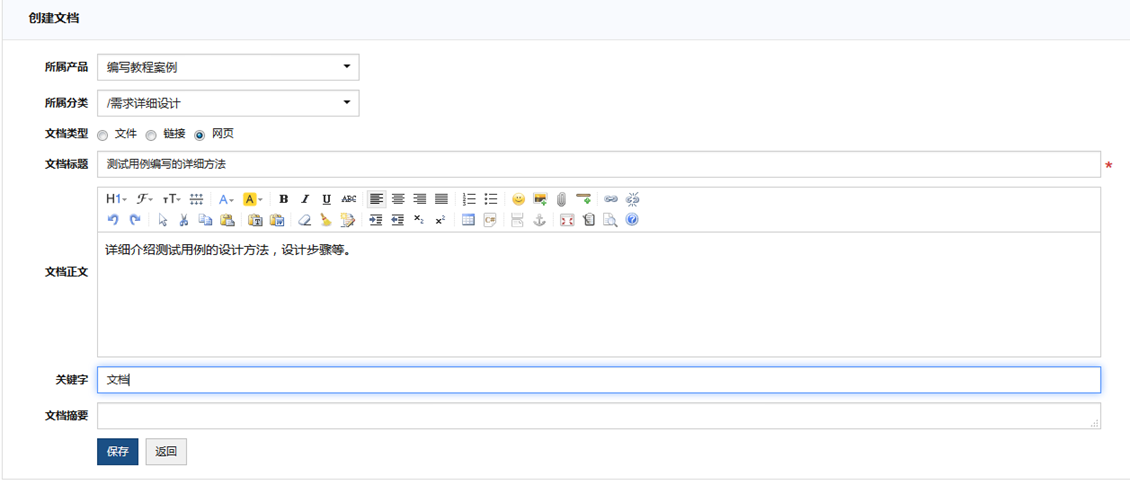 创建文档
所属产品 编写教程案例
所属分类 /需求详细设计
文档类型 文件 链接 网页
文档标题 测试用例编写的详细方法 *
H1 ℱ тT A A B I U ABC
文档正文 详细介绍测试用例的设计方法，设计步骤等。
关键字 文档
文档摘要
保存 返回